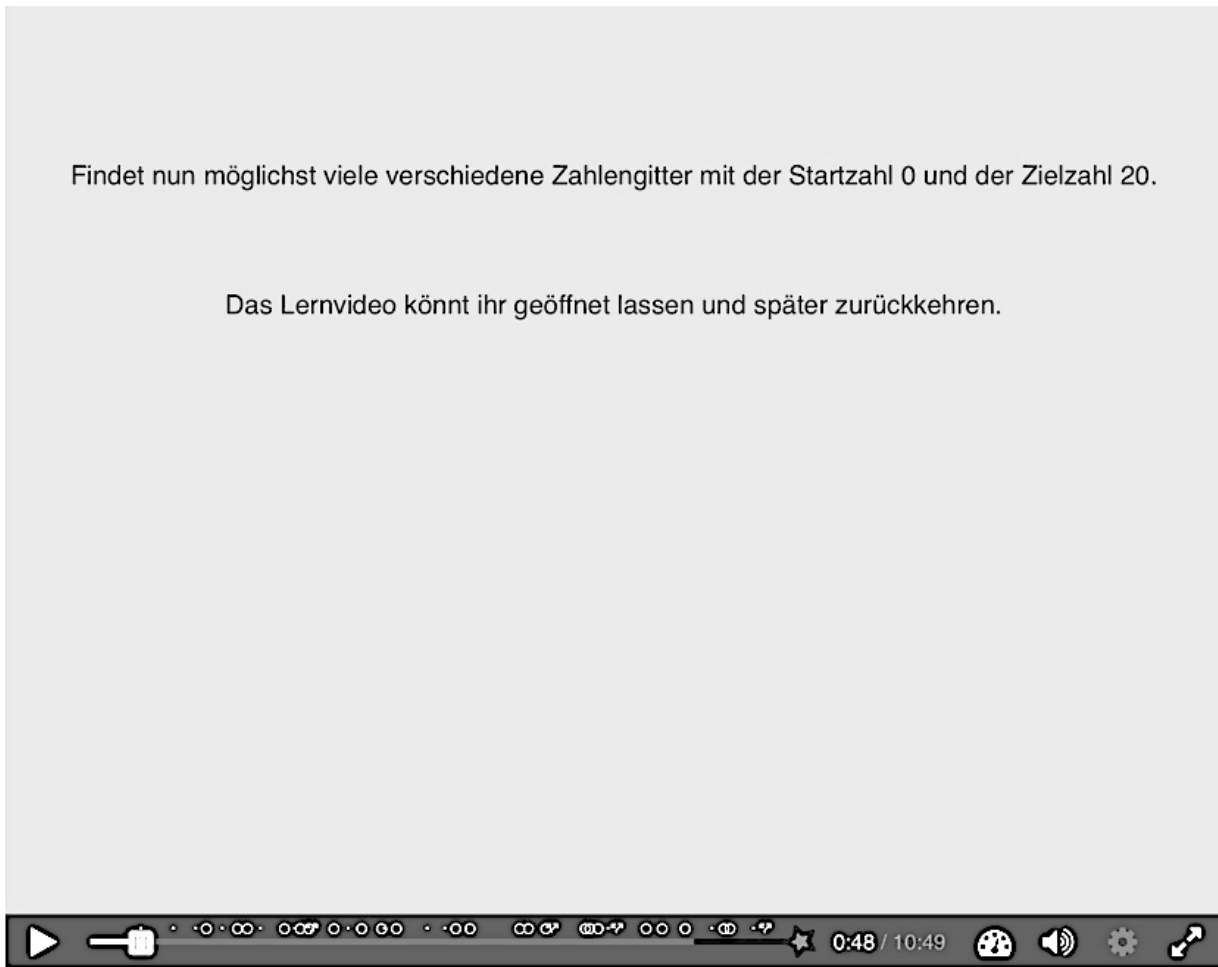 Findet nun möglichst viele verschiedene Zahlengitter mit der Startzahl 0 und der Zielzahl 20.
Das Lernvideo könnt ihr geöffnet lassen und später zurückkehren.
0:48 / 10:49